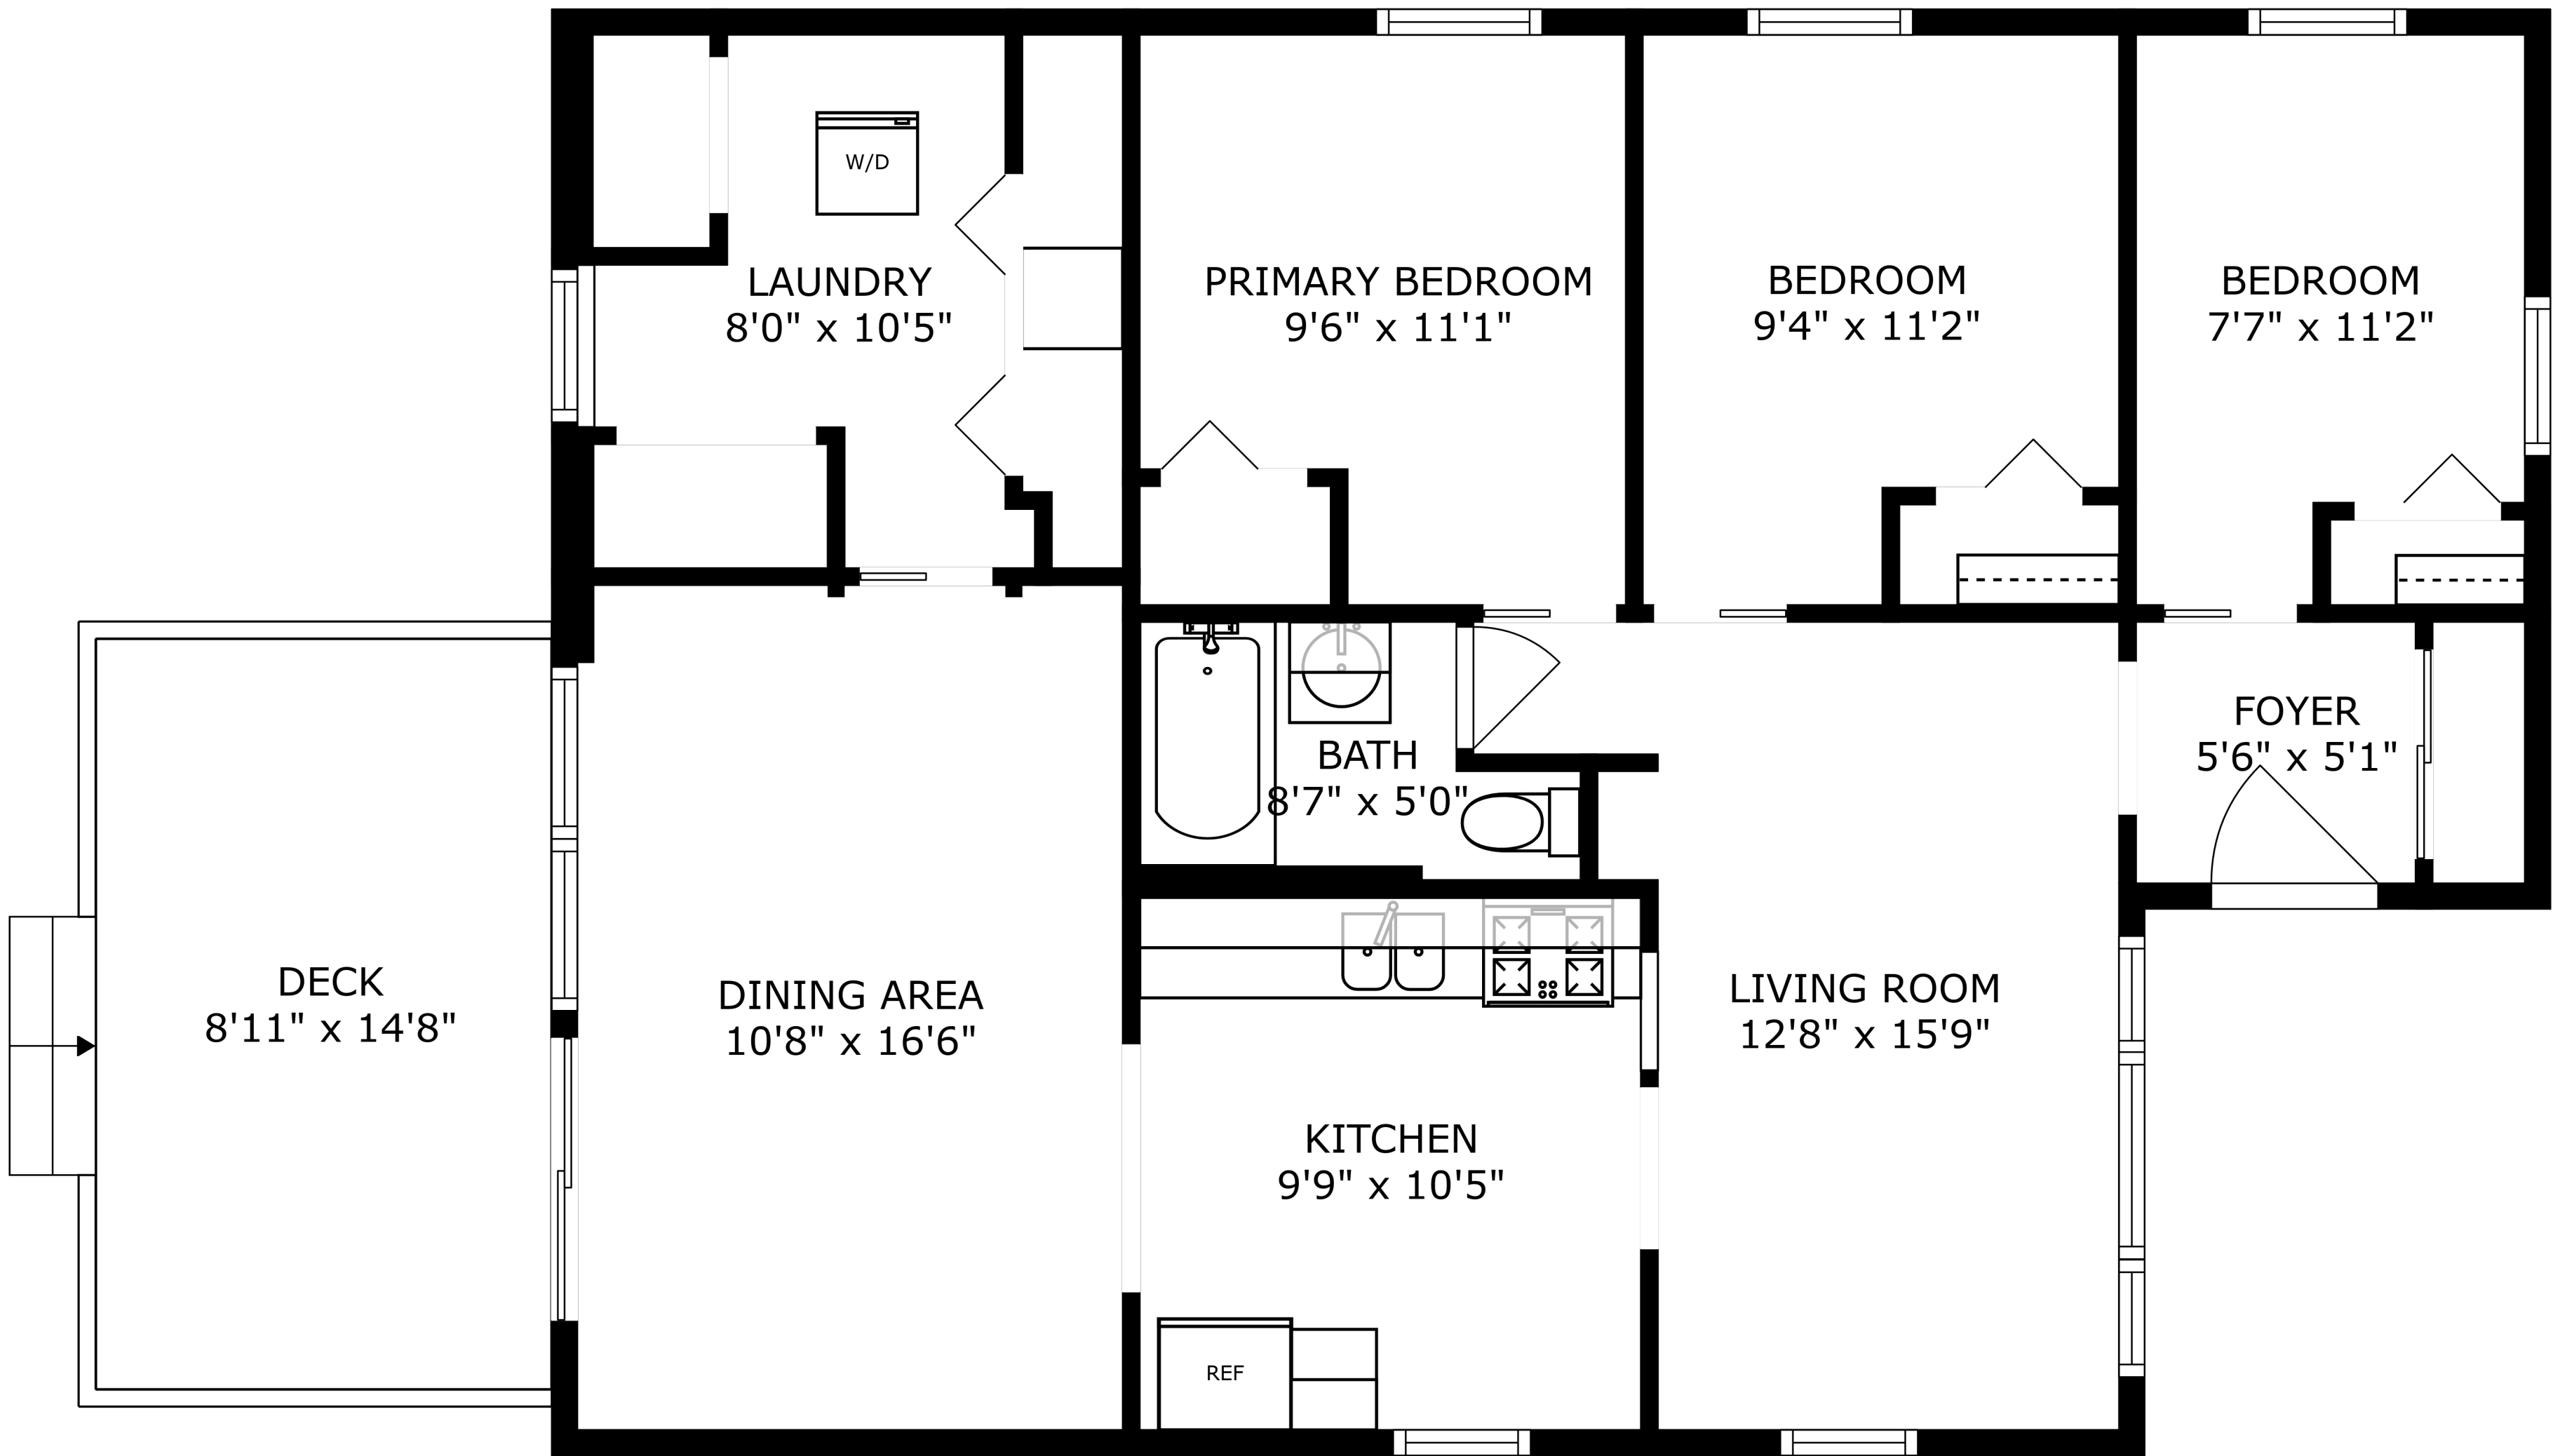 W/D
LAUNDRY
8'0" x 10'5"
PRIMARY BEDROOM
9'6" x 11'1"
BEDROOM
9'4" x 11'2"
BEDROOM
7'7" x 11'2"
FOYER
5'6" x 5'1"
BATH
8'7" x 5'0"
DECK
8'11" x 14'8"
DINING AREA
10'8" x 16'6"
LIVING ROOM
12'8" x 15'9"
KITCHEN
9'9" x 10'5"
REF